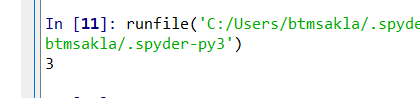 In [11]: runfile('C:/Users/btmsakla/.spyde
btmsakla/.spyder-py3')
3